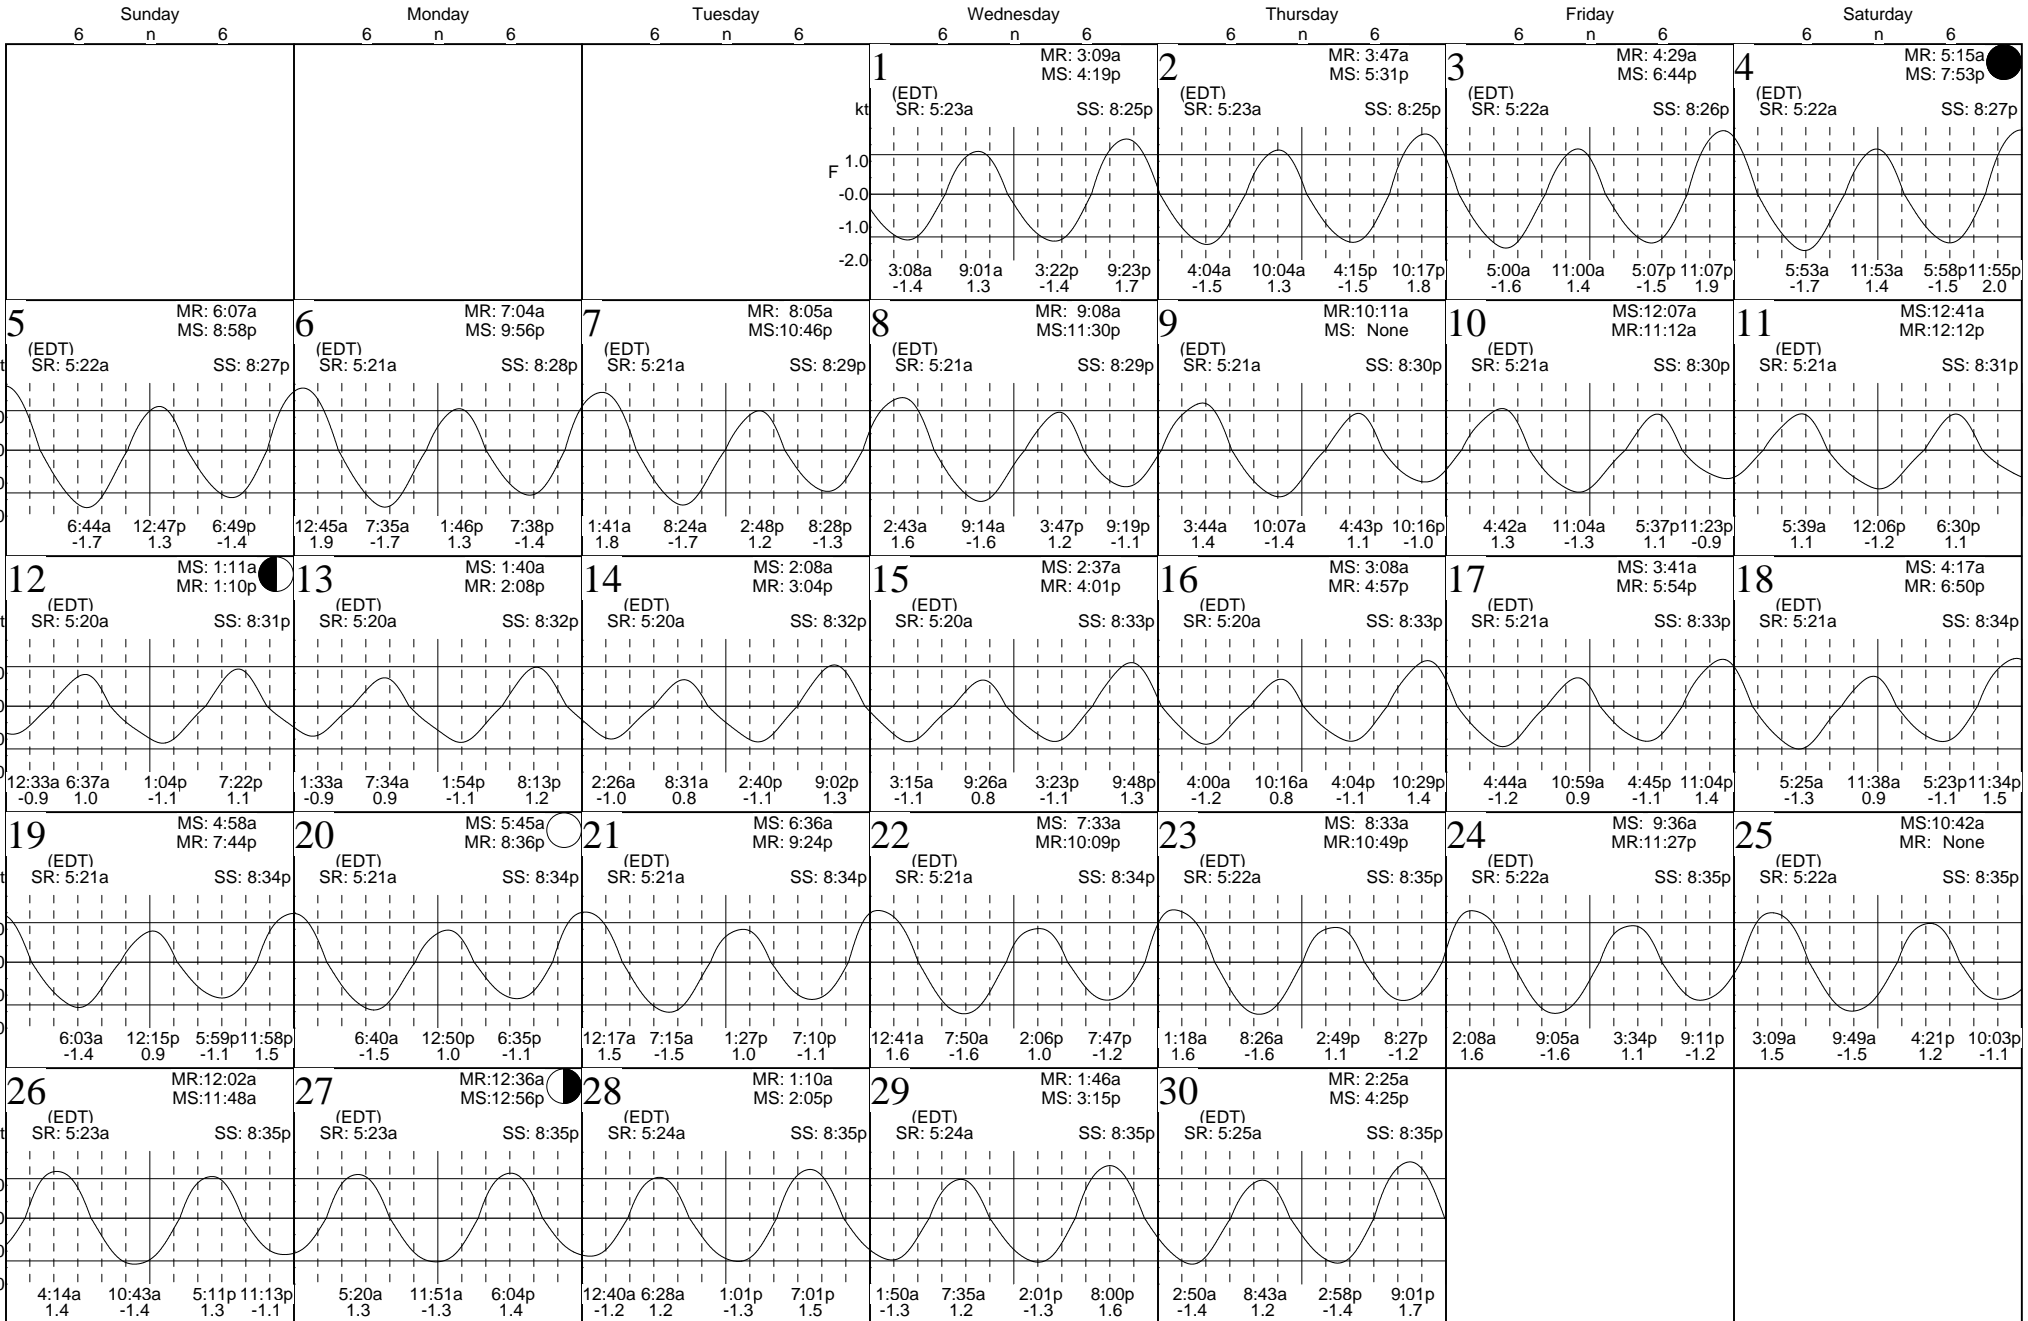 Sunday Monday Tuesday Wednesday Thursday Friday Saturday
6 n 6 6 n 6 6 n 6 6 n 6 6 n 6 6 n 6 6 n 6
1 MR: 3:09a
MS: 4:19p
(EDT)
SR: 5:23a SS: 8:25p
kt
1.0
F
-0.0
-1.0
-2.0
3:08a 9:01a 3:22p 9:23p
-1.4 1.3 -1.4 1.7
2 MR: 3:47a
MS: 5:31p
(EDT)
SR: 5:23a SS: 8:25p
4:04a 10:04a 4:15p 10:17p
-1.5 1.3 -1.5 1.8
3 MR: 4:29a
MS: 6:44p
(EDT)
SR: 5:22a SS: 8:26p
5:00a 11:00a 5:07p 11:07p
-1.6 1.4 -1.5 1.9
4 MR: 5:15a
MS: 7:53p
(EDT)
SR: 5:22a SS: 8:27p
5:53a 11:53a 5:58p 11:55p
-1.7 1.4 -1.5 2.0
5 MR: 6:07a
MS: 8:58p
(EDT)
SR: 5:22a SS: 8:27p
6:44a 12:47p 6:49p
-1.7 1.3 -1.4
6 MR: 7:04a
MS: 9:56p
(EDT)
SR: 5:21a SS: 8:28p
12:45a 7:35a 1:46p 7:38p
1.9 -1.7 1.3 -1.4
7 MR: 8:05a
MS:10:46p
(EDT)
SR: 5:21a SS: 8:29p
1:41a 8:24a 2:48p 8:28p
1.8 -1.7 1.2 -1.3
8 MR: 9:08a
MS:11:30p
(EDT)
SR: 5:21a SS: 8:29p
2:43a 9:14a 3:47p 9:19p
1.6 -1.6 1.2 -1.1
9 MR:10:11a
MS: None
(EDT)
SR: 5:21a SS: 8:30p
3:44a 10:07a 4:43p 10:16p
1.4 -1.4 1.1 -1.0
10 MS:12:07a
MR:11:12a
(EDT)
SR: 5:21a SS: 8:30p
4:42a 11:04a 5:37p 11:23p
1.3 -1.3 1.1 -0.9
11 MS:12:41a
MR:12:12p
(EDT)
SR: 5:21a SS: 8:31p
5:39a 12:06p 6:30p
1.1 -1.2 1.1
12 MS: 1:11a
MR: 1:10p
(EDT)
SR: 5:20a SS: 8:31p
12:33a 6:37a 1:04p 7:22p
-0.9 1.0 -1.1 1.1
13 MS: 1:40a
MR: 2:08p
(EDT)
SR: 5:20a SS: 8:32p
1:33a 7:34a 1:54p 8:13p
-0.9 0.9 -1.1 1.2
14 MS: 2:08a
MR: 3:04p
(EDT)
SR: 5:20a SS: 8:32p
2:26a 8:31a 2:40p 9:02p
-1.0 0.8 -1.1 1.3
15 MS: 2:37a
MR: 4:01p
(EDT)
SR: 5:20a SS: 8:33p
3:15a 9:26a 3:23p 9:48p
-1.1 0.8 -1.1 1.3
16 MS: 3:08a
MR: 4:57p
(EDT)
SR: 5:20a SS: 8:33p
4:00a 10:16a 4:04p 10:29p
-1.2 0.8 -1.1 1.4
17 MS: 3:41a
MR: 5:54p
(EDT)
SR: 5:21a SS: 8:33p
4:44a 10:59a 4:45p 11:04p
-1.2 0.9 -1.1 1.4
18 MS: 4:17a
MR: 6:50p
(EDT)
SR: 5:21a SS: 8:34p
5:25a 11:38a 5:23p 11:34p
-1.3 0.9 -1.1 1.5
19 MS: 4:58a
MR: 7:44p
(EDT)
SR: 5:21a SS: 8:34p
6:03a 12:15p 5:59p 11:58p
-1.4 0.9 -1.1 1.5
20 MS: 5:45a
MR: 8:36p
(EDT)
SR: 5:21a SS: 8:34p
6:40a 12:50p 6:35p
-1.5 1.0 -1.1
21 MS: 6:36a
MR: 9:24p
(EDT)
SR: 5:21a SS: 8:34p
12:17a 7:15a 1:27p 7:10p
1.5 -1.5 1.0 -1.1
22 MS: 7:33a
MR:10:09p
(EDT)
SR: 5:21a SS: 8:34p
12:41a 7:50a 2:06p 7:47p
1.6 -1.6 1.0 -1.2
23 MS: 8:33a
MR:10:49p
(EDT)
SR: 5:22a SS: 8:35p
1:18a 8:26a 2:49p 8:27p
1.6 -1.6 1.1 -1.2
24 MS: 9:36a
MR:11:27p
(EDT)
SR: 5:22a SS: 8:35p
2:08a 9:05a 3:34p 9:11p
1.6 -1.6 1.1 -1.2
25 MS:10:42a
MR: None
(EDT)
SR: 5:22a SS: 8:35p
3:09a 9:49a 4:21p 10:03p
1.5 -1.5 1.2 -1.1
26 MR:12:02a
MS:11:48a
(EDT)
SR: 5:23a SS: 8:35p
4:14a 10:43a 5:11p 11:13p
1.4 -1.4 1.3 -1.1
27 MR:12:36a
MS:12:56p
(EDT)
SR: 5:23a SS: 8:35p
5:20a 11:51a 6:04p
1.3 -1.3 1.4
28 MR: 1:10a
MS: 2:05p
(EDT)
SR: 5:24a SS: 8:35p
12:40a 6:28a 1:01p 7:01p
-1.2 1.2 -1.3 1.5
29 MR: 1:46a
MS: 3:15p
(EDT)
SR: 5:24a SS: 8:35p
1:50a 7:35a 2:01p 8:00p
-1.3 1.2 -1.3 1.6
30 MR: 2:25a
MS: 4:25p
(EDT)
SR: 5:25a SS: 8:35p
2:50a 8:43a 2:58p 9:01p
-1.4 1.2 -1.4 1.7